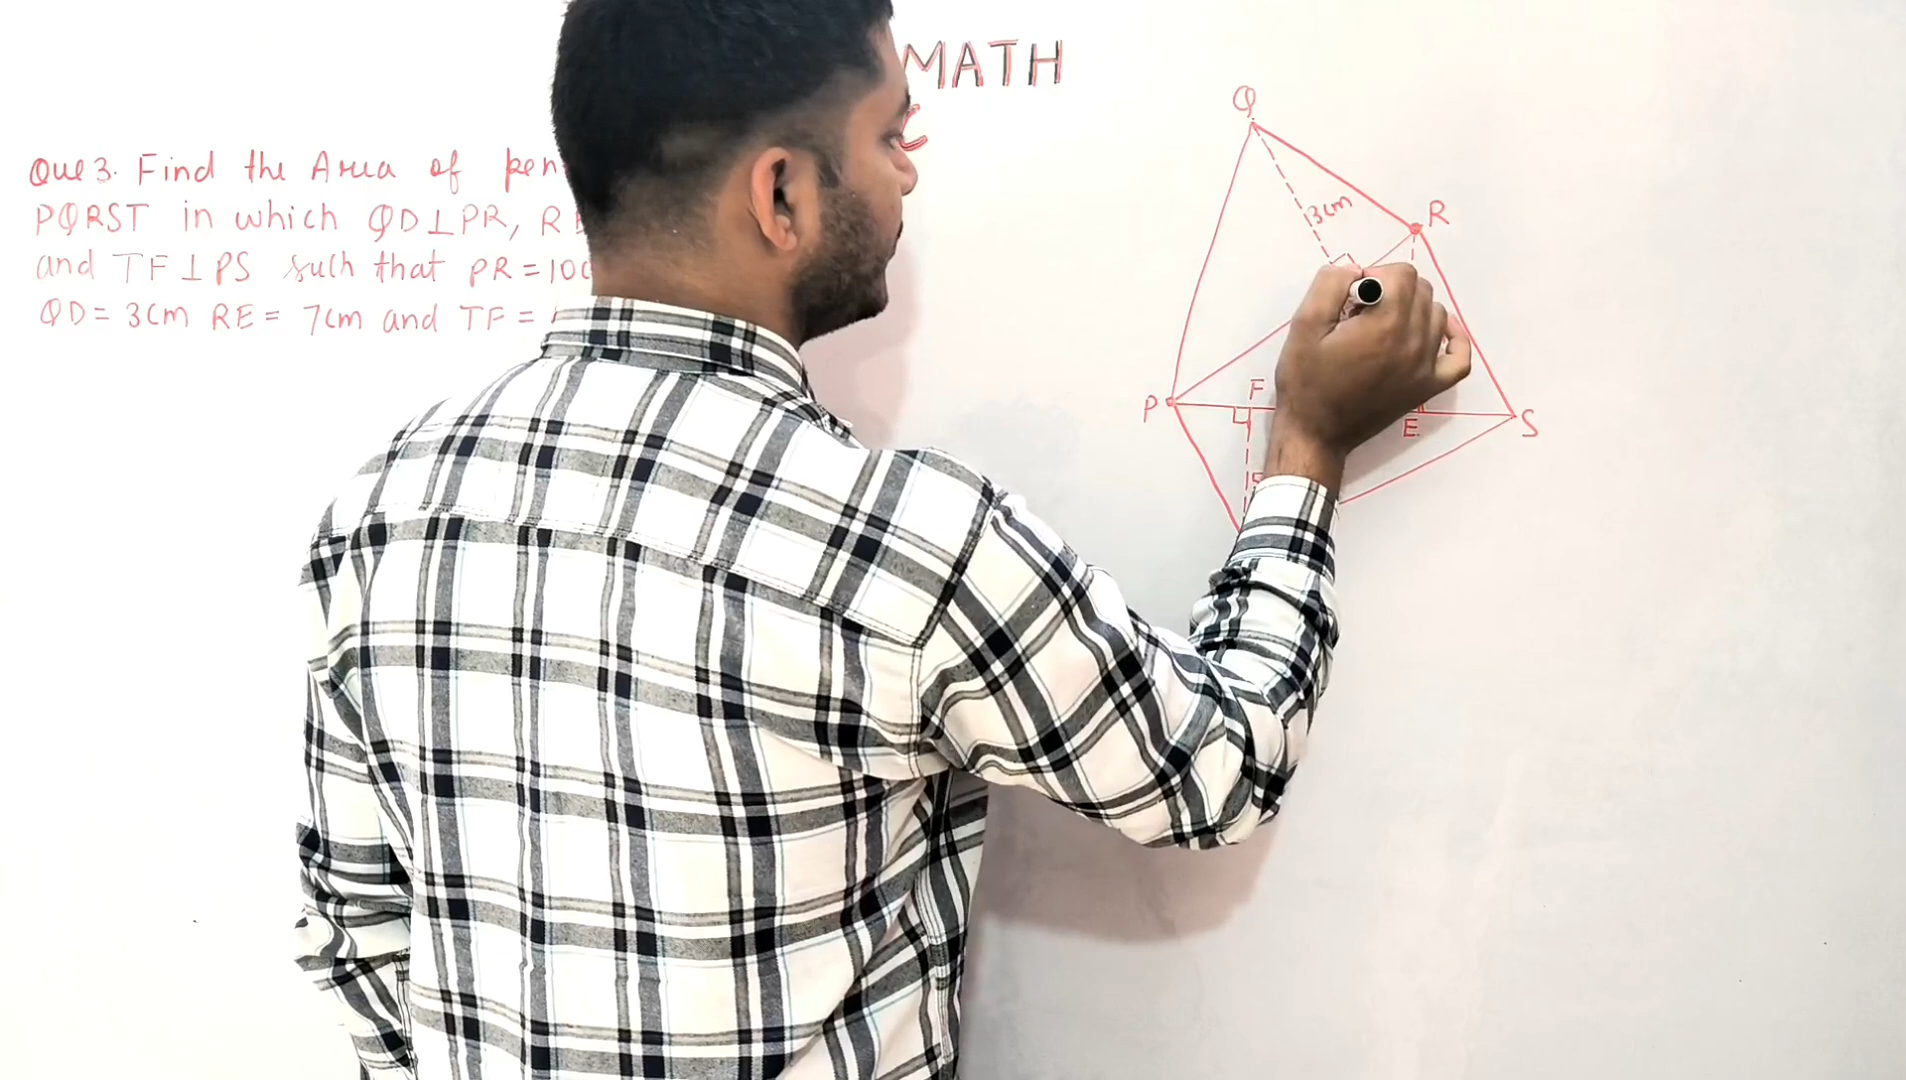 MATH
Que 3. Find the Area of
PQRST in which QD⊥PR,
and TF⊥PS such that PR=10
QD= 3cm RE= 7cm and TF=
Q
3cm
R
P
F
E
S